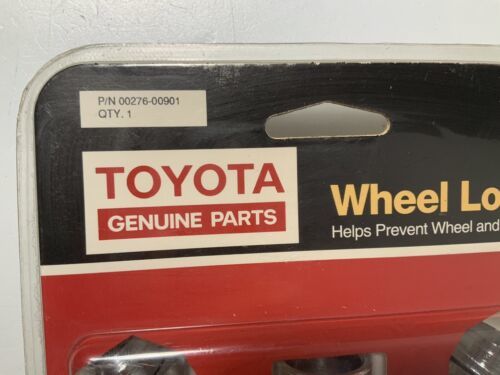 P/N 00276-00901
QTY. 1
TOYOTA
GENUINE PARTS
Wheel Lo
Helps Prevent Wheel and